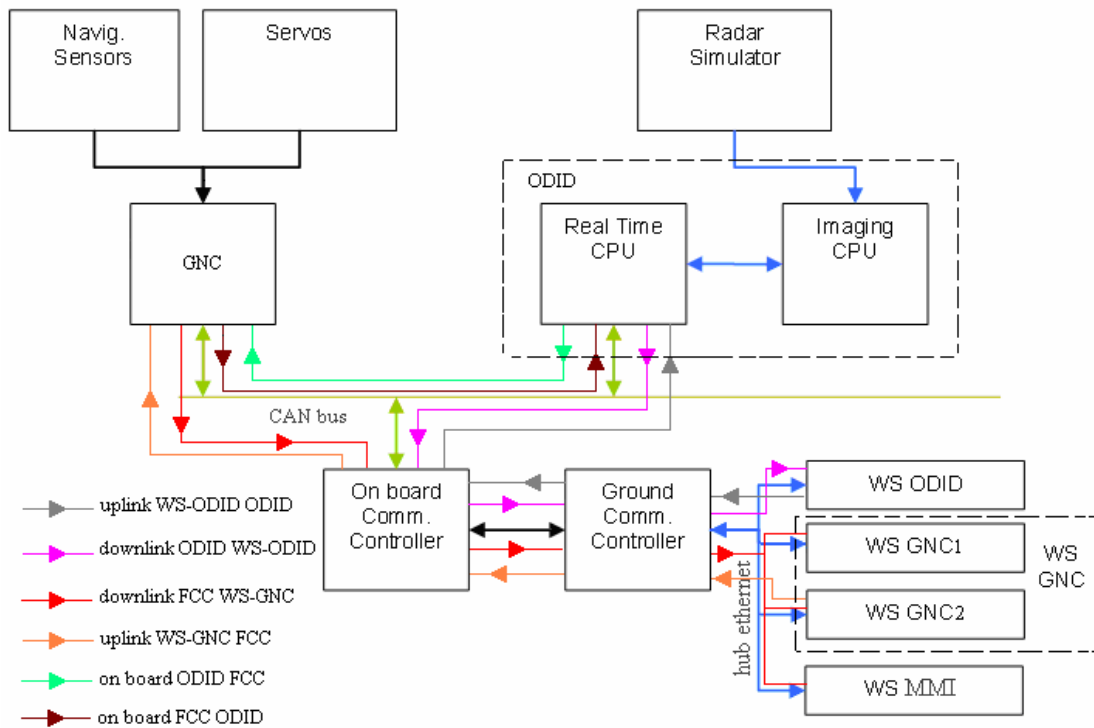 Navig.
Sensors
Servos
Radar
Simulator
ODID
GNC
Real Time
CPU
Imaging
CPU
CAN bus
On board
Comm.
Controller
Ground
Comm.
Controller
hub ethernet
WS ODID
WS GNC1
WS GNC2
WS
GNC
WS MMI
uplink WS-ODID ODID
downlink ODID WS-ODID
downlink FCC WS-GNC
uplink WS-GNC FCC
on board ODID FCC
on board FCC ODID